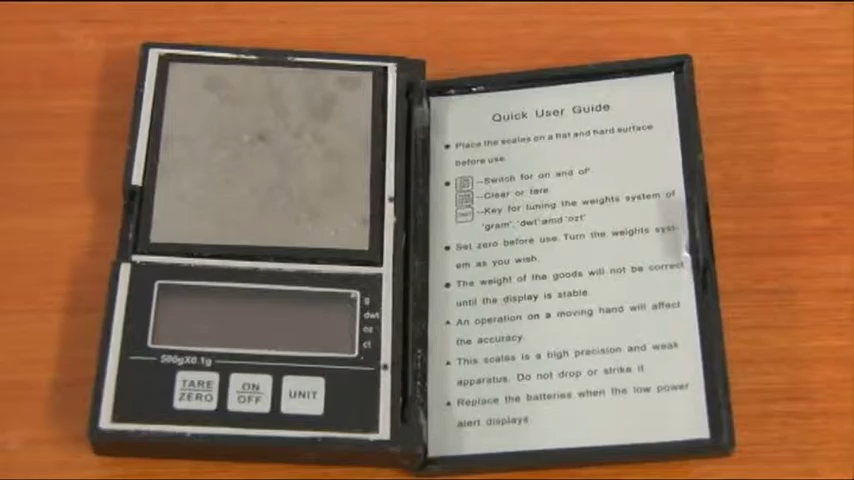 g
dwt
oz
ct
500gX0.1g
TARE
ZERO
ON
OFF
UNIT
Quick User Guide
● Place the scales on a flat and hard surface
before use.
● --Switch for on and of
--Clear or tare
--Key for tuning the weights system of
'gram', 'dwt'amd 'ozt'
● Set zero before use. Turn the weights syst-
em as you wish.
● The weight of the goods will not be correct
until the display is stable.
▲ An operation on a moving hand will affect
the accuracy.
▲ This scales is a high precision and weak
apparatus. Do not drop or strike it
▲ Replace the batteries when the low power
alert displays